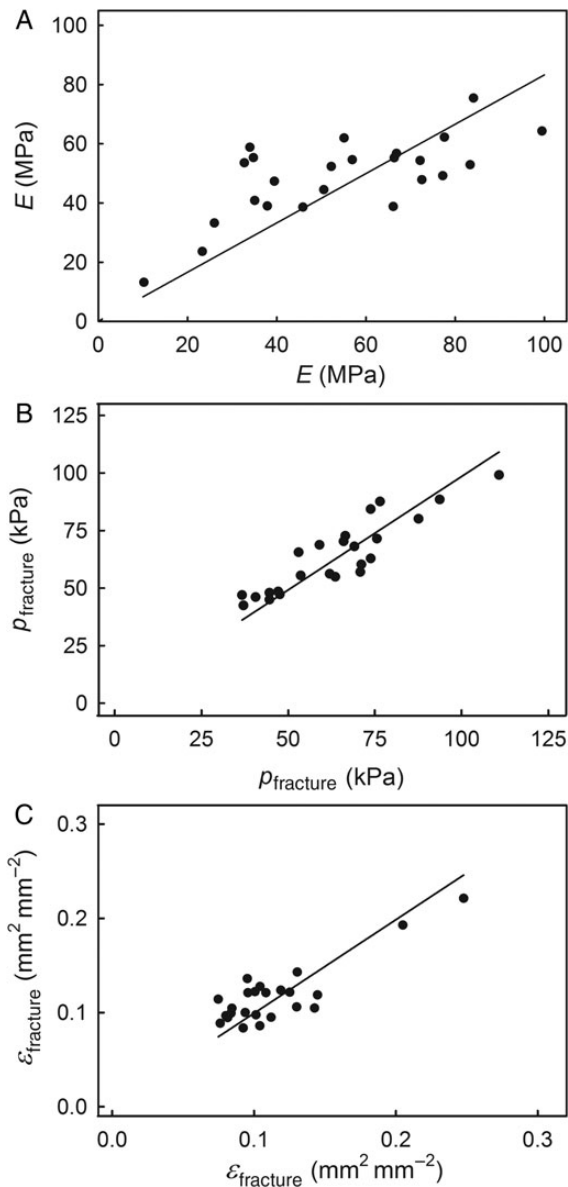 A
100
80
60
40
20
0
E (MPa)
0 20 40 60 80 100
E (MPa)
B
125
100
75
50
25
0
pfracture (kPa)
0 25 50 75 100 125
pfracture (kPa)
C
0.3
0.2
0.1
0.0
εfracture (mm² mm⁻²)
0.0 0.1 0.2 0.3
εfracture (mm² mm⁻²)